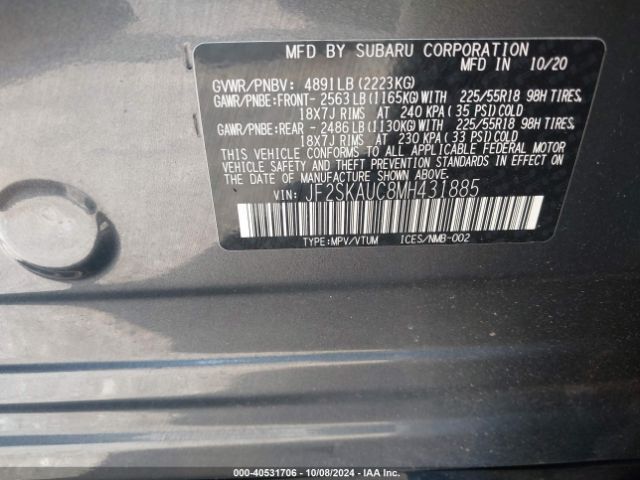 MFD BY SUBARU CORPORATION
MFD IN 10/20
GVWR/PNBV: 4891LB(2223KG)
GAWR/PNBE:FRONT-2563LB(1165KG)WITH 225/55R18 98H TIRES,
18X7J RIMS AT 240 KPA(35 PSI)COLD
GAWR/PNBE:REAR -2486LB(1130KG)WITH 225/55R18 98H TIRES,
18X7J RIMS AT 230 KPA(33 PSI)COLD
THIS VEHICLE CONFORMS TO ALL APPLICABLE FEDERAL MOTOR
VEHICLE SAFETY AND THEFT PREVENTION STANDARDS IN EFFECT
ON THE DATE OF MANUFACTURE SHOWN ABOVE.
VIN: JF2SKAUC8MH431885
TYPE:MPV/VTUM ICES/NMB-002
000-40531706 - 10/08/2024 - IAA Inc.